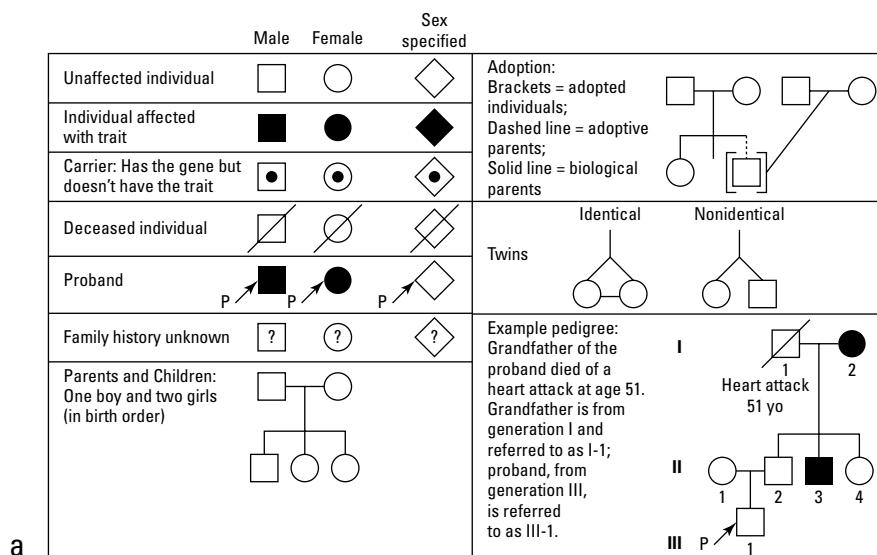 Male Female Sex
specified
Unaffected individual
Individual affected
with trait
Carrier: Has the gene but
doesn't have the trait
Deceased individual
Proband
P P P
Family history unknown
? ? ?
Parents and Children:
One boy and two girls
(in birth order)
Adoption:
Brackets = adopted
individuals;
Dashed line = adoptive
parents;
Solid line = biological
parents
Identical Nonidentical
Twins
Example pedigree:
Grandfather of the
proband died of a
heart attack at age 51.
Grandfather is from
generation I and
referred to as I-1;
proband, from
generation III,
is referred
to as III-1.
I
1 2
Heart attack
51 yo
II
1 2 3 4
III P 1
a